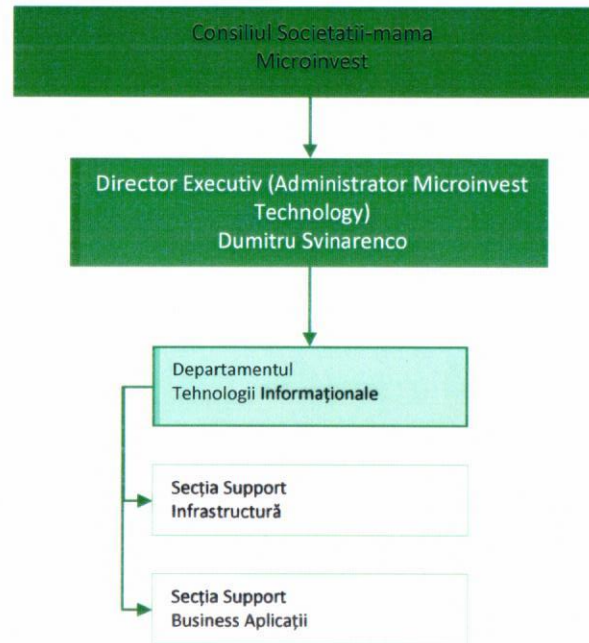 Consiliul Societatii-mama
Microinvest
Director Executiv (Administrator Microinvest
Technology)
Dumitru Svinarenco
Departamentul
Tehnologii Informaționale
Secția Support
Infrastructură
Secția Support
Business Aplicații